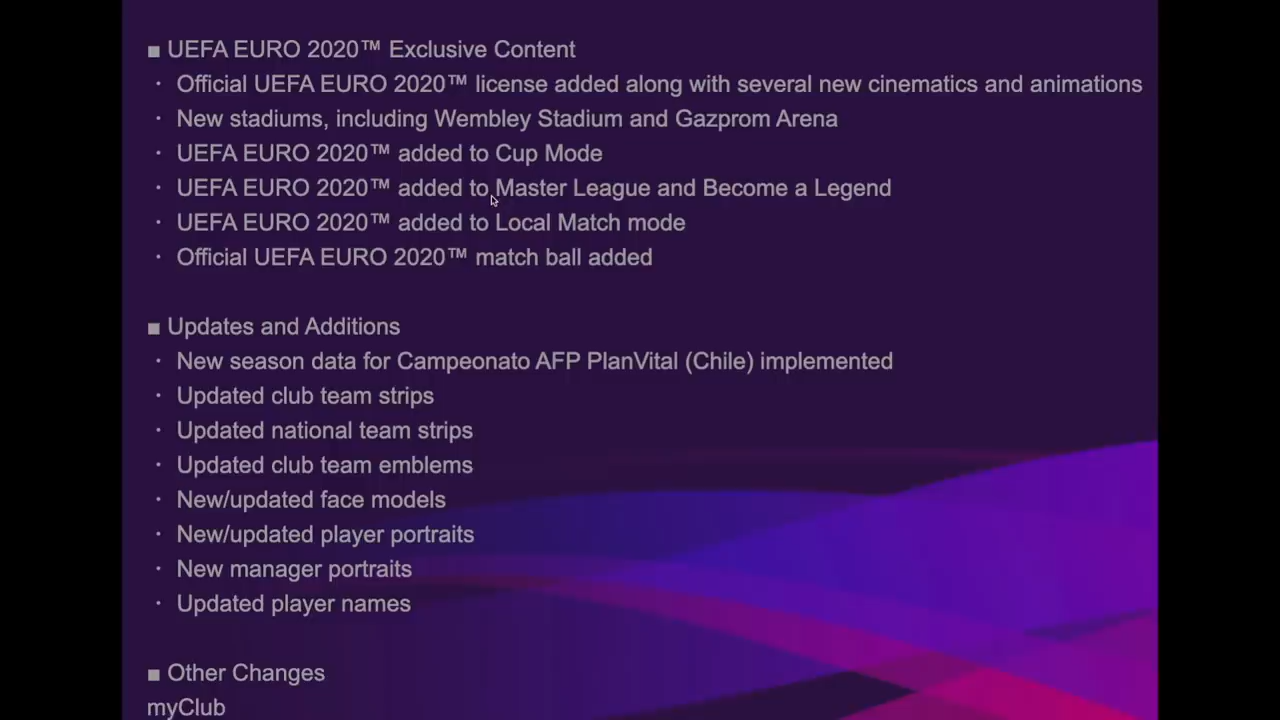 ■ UEFA EURO 2020™ Exclusive Content
・ Official UEFA EURO 2020™ license added along with several new cinematics and animations
・ New stadiums, including Wembley Stadium and Gazprom Arena
・ UEFA EURO 2020™ added to Cup Mode
・ UEFA EURO 2020™ added to Master League and Become a Legend
・ UEFA EURO 2020™ added to Local Match mode
・ Official UEFA EURO 2020™ match ball added
■ Updates and Additions
・ New season data for Campeonato AFP PlanVital (Chile) implemented
・ Updated club team strips
・ Updated national team strips
・ Updated club team emblems
・ New/updated face models
・ New/updated player portraits
・ New manager portraits
・ Updated player names
■ Other Changes
myClub